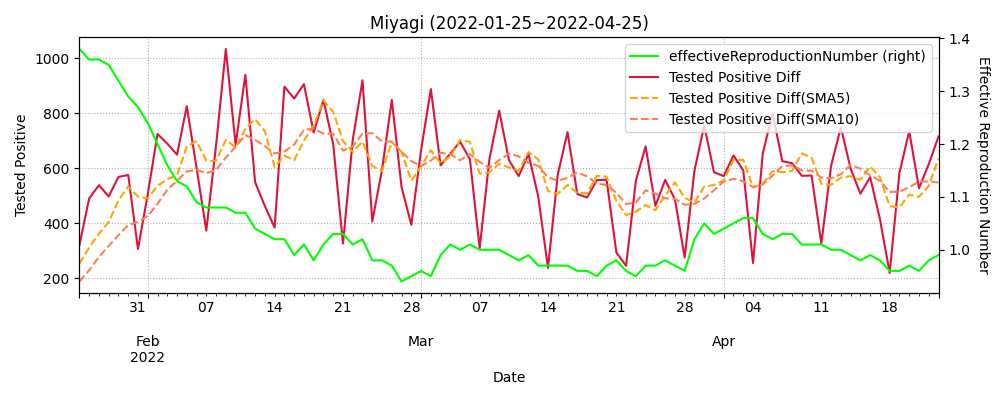 Miyagi (2022-01-25~2022-04-25)
effectiveReproductionNumber (right)
Tested Positive Diff
Tested Positive Diff(SMA5)
Tested Positive Diff(SMA10)
Tested Positive
1000
800
600
400
200
Effective Reproduction Number
1.4
1.3
1.2
1.1
1.0
31 07 14 21 28 07 14 21 28 04 11 18
Feb Mar Apr
2022
Date